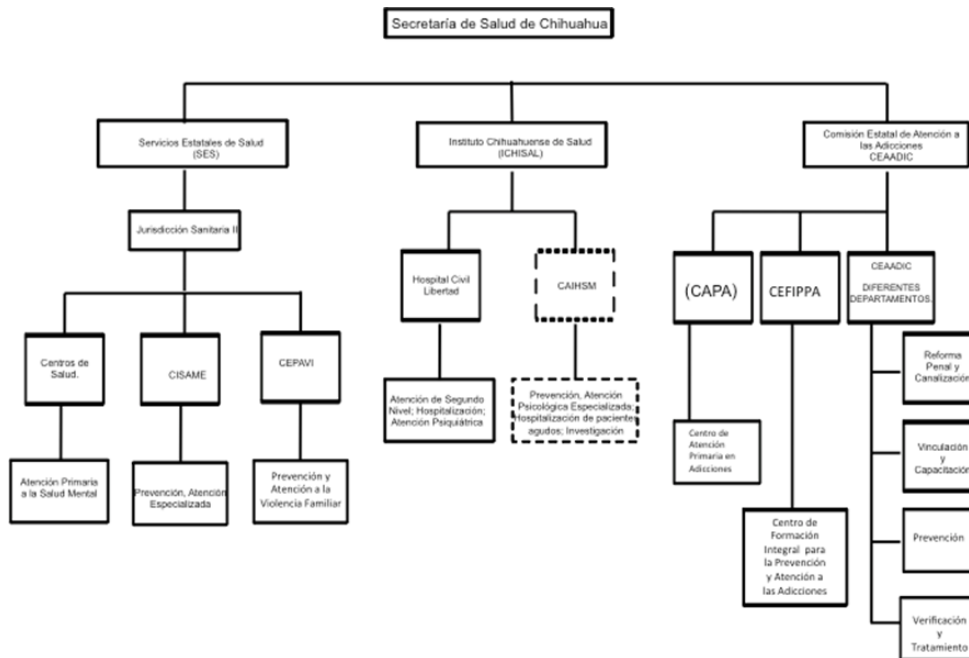 Secretaría de Salud de Chihuahua
Servicios Estatales de Salud
(SES)
Instituto Chihuahuense de Salud
(ICHISAL)
Comisión Estatal de Atención a
las Adicciones
CEAADIC
Jurisdicción Sanitaria II
Hospital Civil
Libertad
CAIHSM
(CAPA)
CEFIPPA
CEAADIC
DIFERENTES
DEPARTAMENTOS.
Centros de
Salud.
CISAME
CEPAVI
Reforma
Penal y
Canalización
Atención de Segundo
Nivel; Hospitalización;
Atención Psiquiátrica
Prevención, Atención
Psicológica Especializada;
Hospitalización de pacientes
agudos; Investigación
Centro de
Atención
Primaria en
Adicciones
Vinculación
y
Capacitación
Atención Primaria
a la Salud Mental
Prevención, Atención
Especializada
Prevención y
Atención a la
Violencia Familiar
Centro de
Formación
Integral para
la Prevención
y Atención a
las Adicciones
Prevención
Verificación
y
Tratamiento